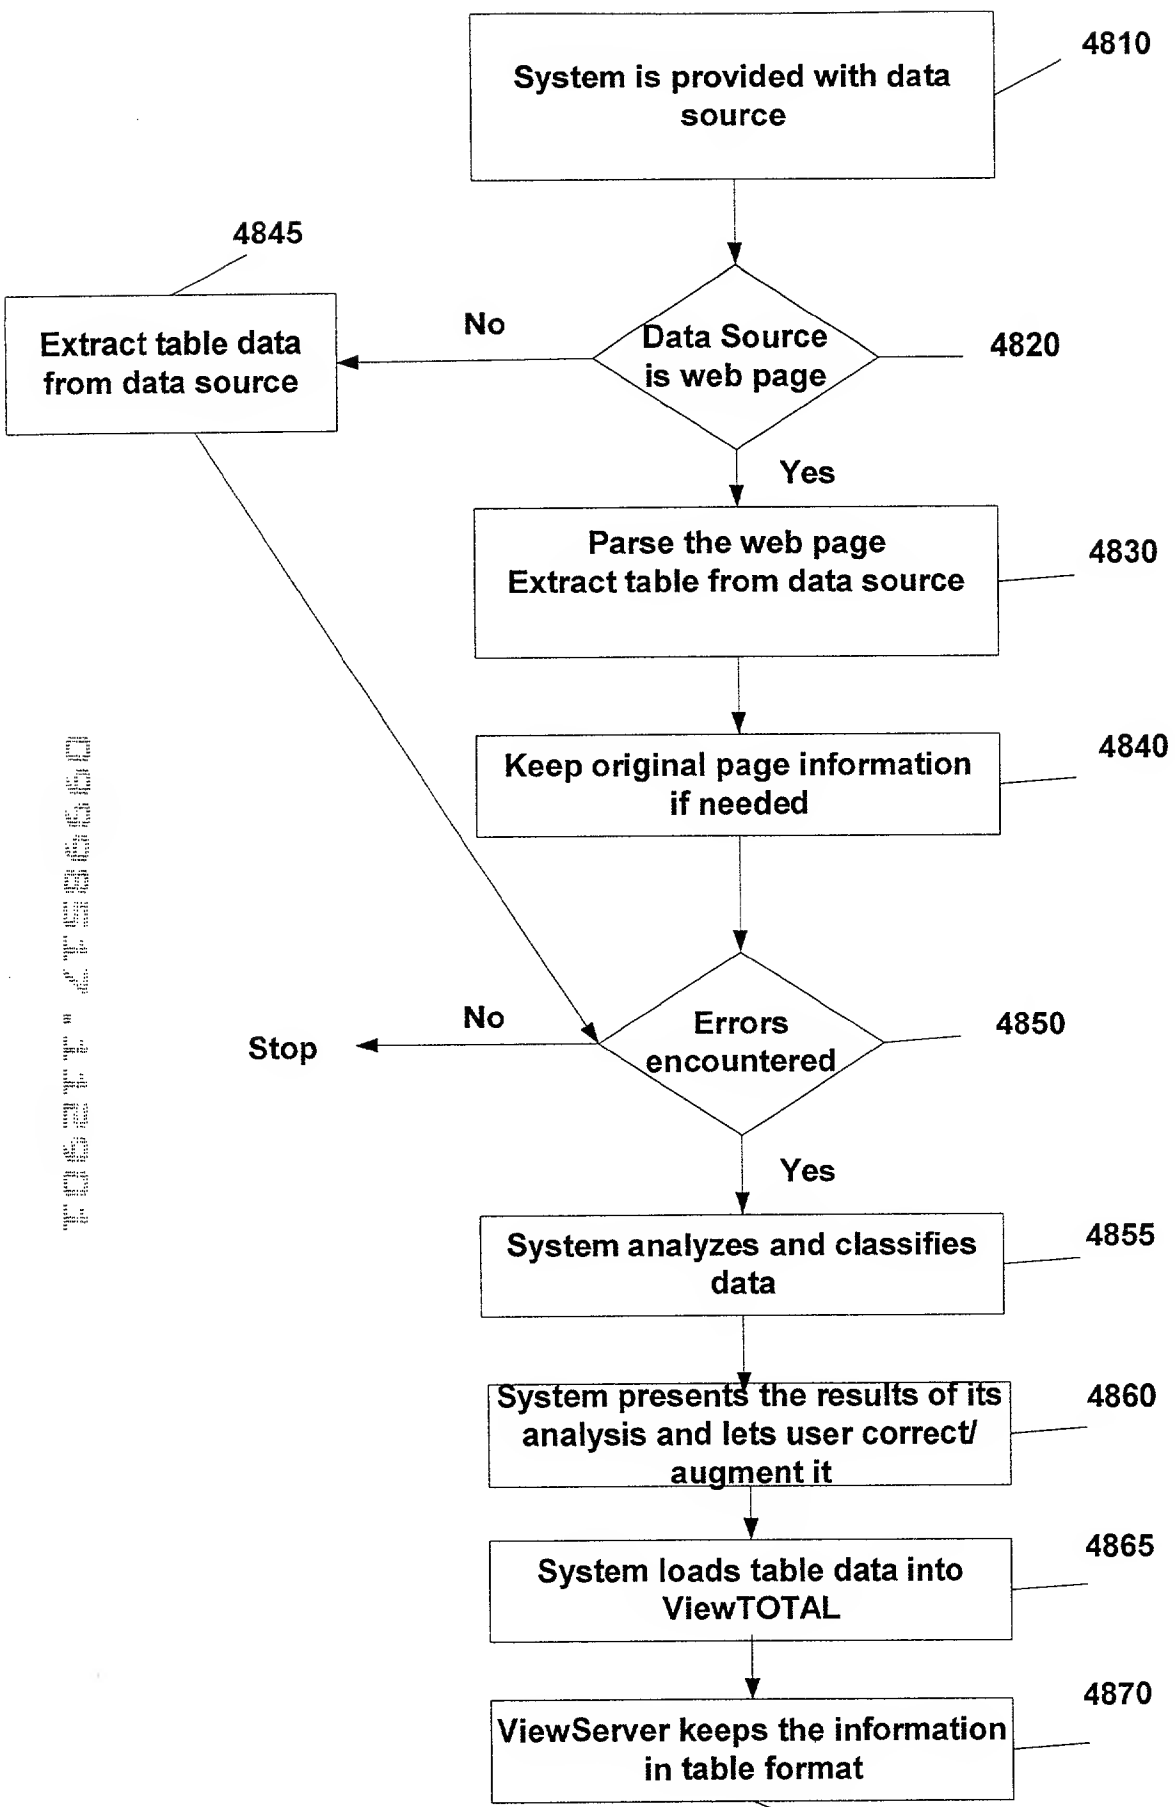 4810
System is provided with data
source
4845
No
Extract table data
from data source
Data Source
is web page
4820
Yes
Parse the web page
Extract table from data source
4830
Keep original page information
if needed
4840
No
Stop
Errors
encountered
4850
Yes
System analyzes and classifies
data
4855
System presents the results of its
analysis and lets user correct/
augment it
4860
System loads table data into
ViewTOTAL
4865
ViewServer keeps the information
in table format
4870